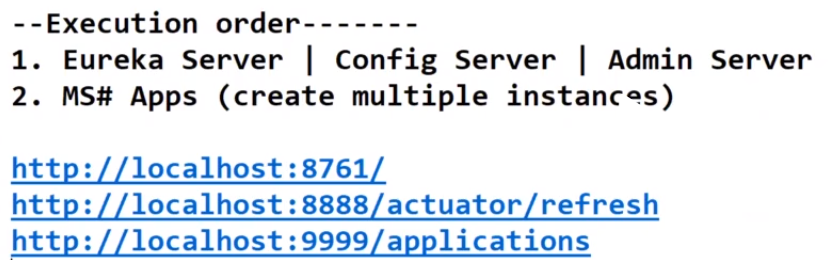 --Execution order-------
1. Eureka Server | Config Server | Admin Server
2. MS# Apps (create multiple instances)
http://localhost:8761/
http://localhost:8888/actuator/refresh
http://localhost:9999/applications